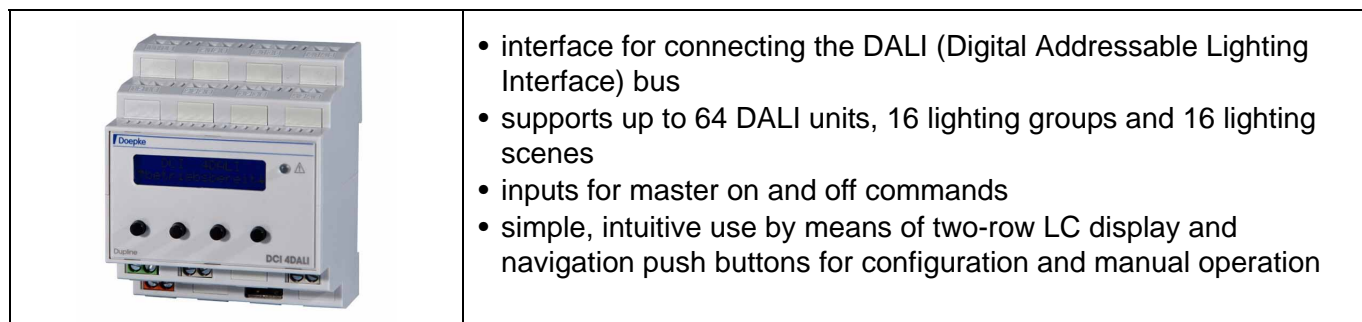 Doepke
Dupline
DCI 4DALI
• interface for connecting the DALI (Digital Addressable Lighting
Interface) bus
• supports up to 64 DALI units, 16 lighting groups and 16 lighting
scenes
• inputs for master on and off commands
• simple, intuitive use by means of two-row LC display and
navigation push buttons for configuration and manual operation